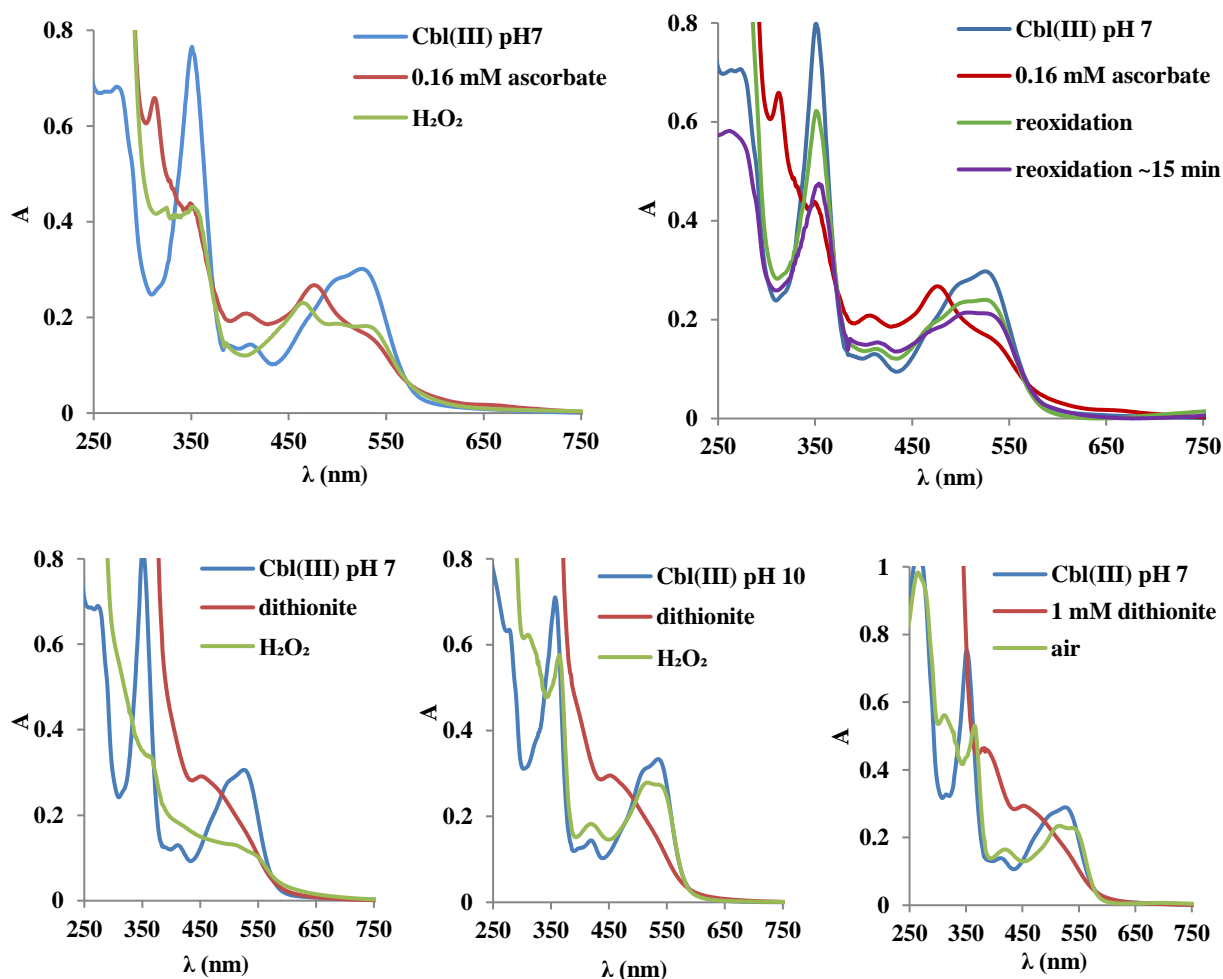 0.8
0.6
0.4
0.2
0
A
250 350 450 550 650 750
λ (nm)
Cbl(III) pH7
0.16 mM ascorbate
H₂O₂
0.8
0.6
0.4
0.2
0
A
250 350 450 550 650 750
λ (nm)
Cbl(III) pH 7
0.16 mM ascorbate
reoxidation
reoxidation ~15 min
0.8
0.6
0.4
0.2
0
A
250 350 450 550 650 750
λ (nm)
Cbl(III) pH 7
dithionite
H₂O₂
0.8
0.6
0.4
0.2
0
A
250 350 450 550 650 750
λ (nm)
Cbl(III) pH 10
dithionite
H₂O₂
1
0.8
0.6
0.4
0.2
0
A
250 350 450 550 650 750
λ (nm)
Cbl(III) pH 7
1 mM dithionite
air